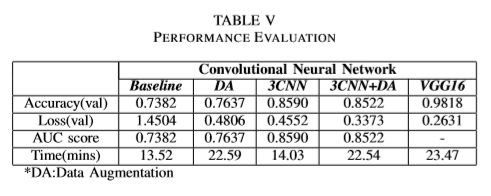 TABLE V
PERFORMANCE EVALUATION
Convolutional Neural Network
Baseline DA 3CNN 3CNN+DA VGG16
Accuracy(val) 0.7382 0.7637 0.8590 0.8522 0.9818
Loss(val) 1.4504 0.4806 0.4552 0.3373 0.2631
AUC score 0.7382 0.7637 0.8590 0.8522 -
Time(mins) 13.52 22.59 14.03 22.54 23.47
*DA:Data Augmentation